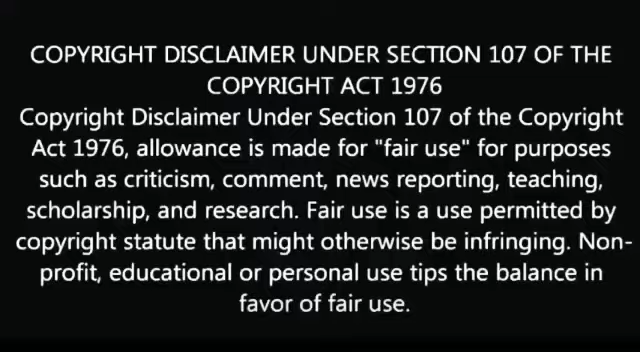 COPYRIGHT DISCLAIMER UNDER SECTION 107 OF THE
COPYRIGHT ACT 1976
Copyright Disclaimer Under Section 107 of the Copyright
Act 1976, allowance is made for "fair use" for purposes
such as criticism, comment, news reporting, teaching,
scholarship, and research. Fair use is a use permitted by
copyright statute that might otherwise be infringing. Non-
profit, educational or personal use tips the balance in
favor of fair use.